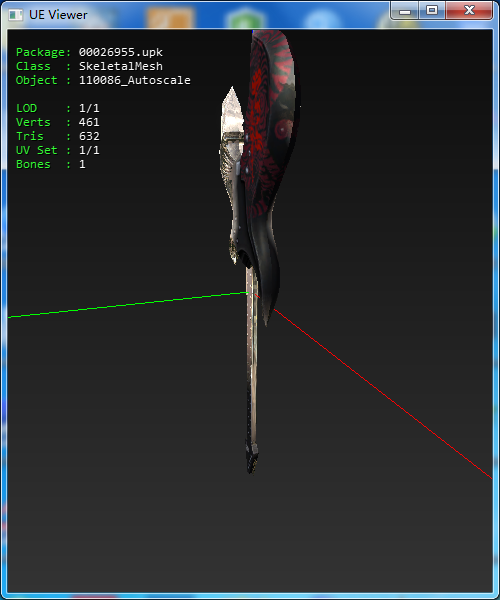 UE Viewer
Package: 00026955.upk
Class : SkeletalMesh
Object : 110086_Autoscale
LOD : 1/1
Verts : 461
Tris : 632
UV Set : 1/1
Bones : 1